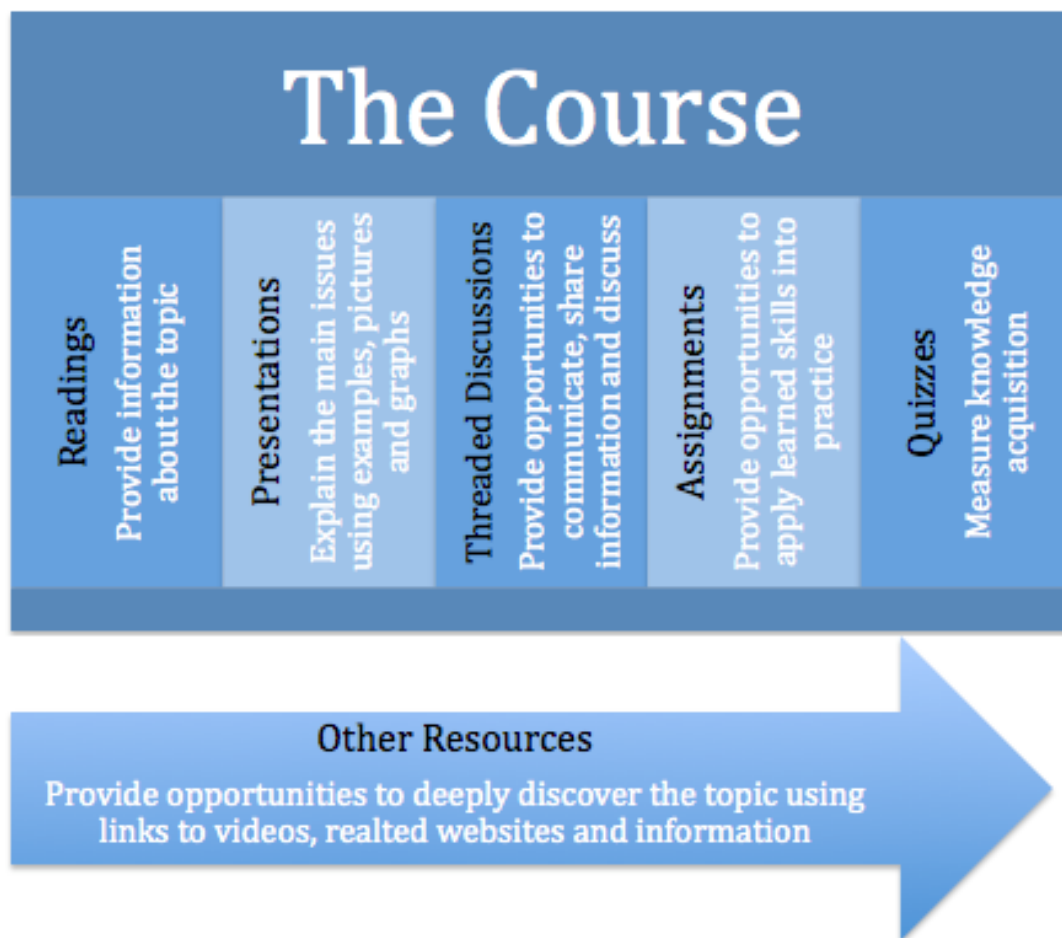 The Course
Readings
Provide information
about the topic
Presentations
Explain the main issues
using examples, pictures
and graphs
Threaded Discussions
Provide opportunities to
communicate, share
information and discuss
Assignments
Provide opportunities to
apply learned skills into
practice
Quizzes
Measure knowledge
acquisition
Other Resources
Provide opportunities to deeply discover the topic using
links to videos, realted websites and information